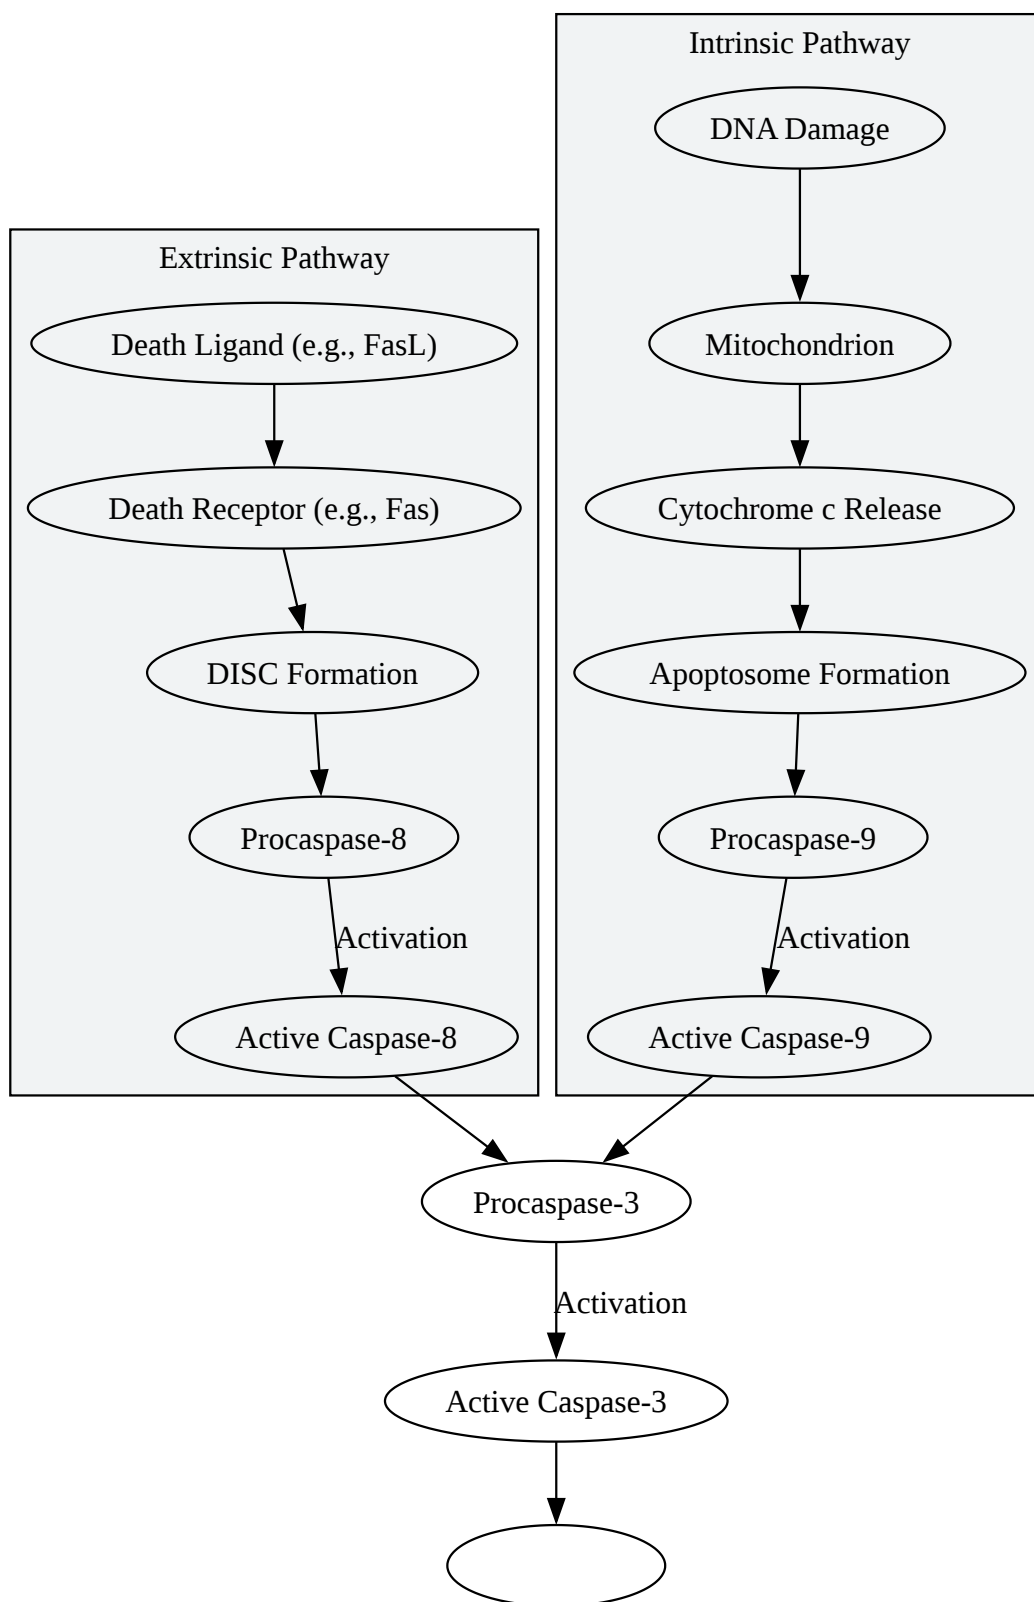 Intrinsic Pathway
DNA Damage
Extrinsic Pathway
Death Ligand (e.g., FasL)
Mitochondrion
Death Receptor (e.g., Fas)
Cytochrome c Release
DISC Formation
Apoptosome Formation
Procaspase-8
Procaspase-9
Activation
Activation
Active Caspase-8
Active Caspase-9
Procaspase-3
Activation
Active Caspase-3